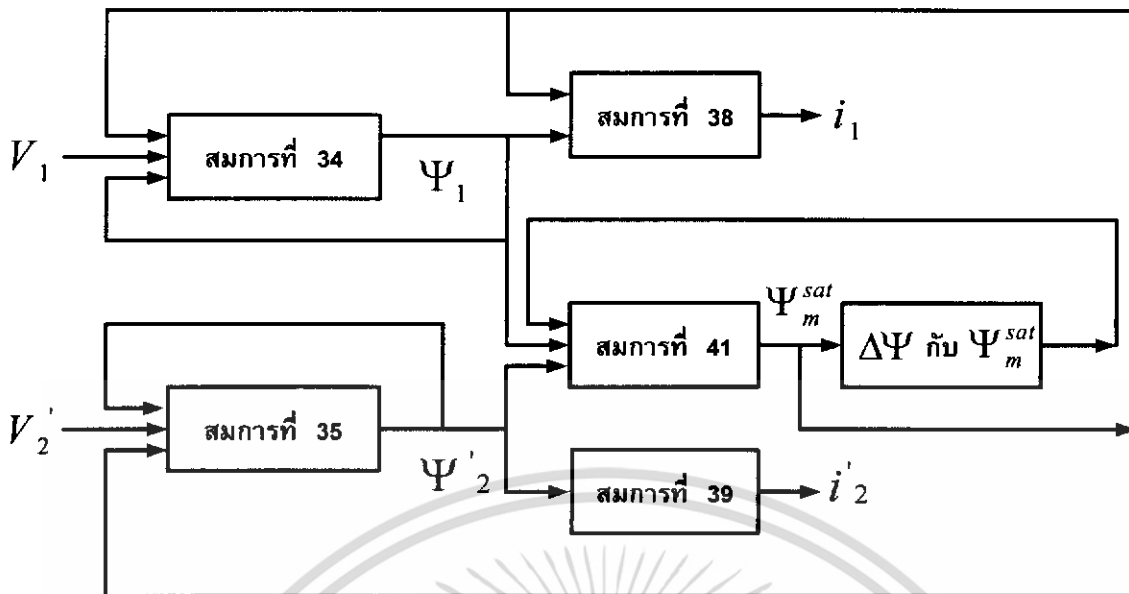 สมการที่ 38
i₁
V₁
สมการที่ 34
Ψ₁
Ψₘˢᵃᵗ
สมการที่ 41
ΔΨ กับ Ψₘˢᵃᵗ
V₂'
สมการที่ 35
Ψ'₂
สมการที่ 39
i'₂